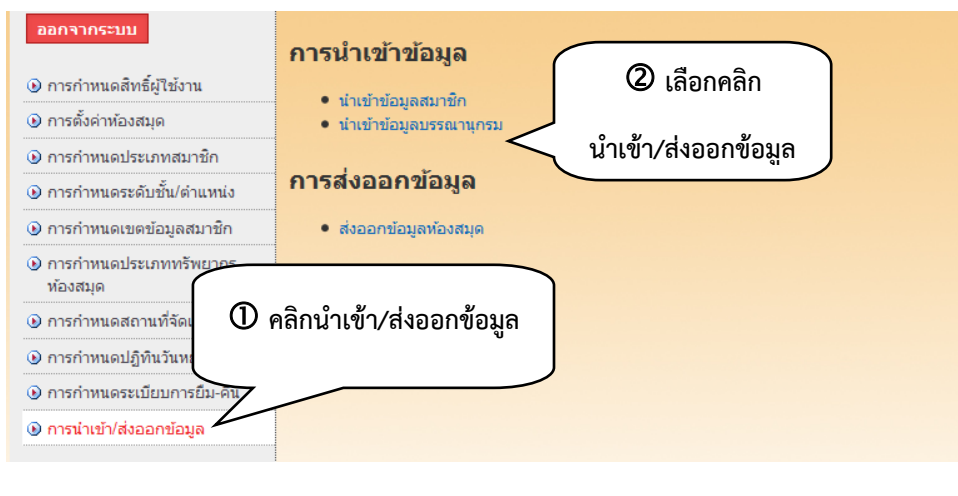 ออกจากระบบ
การกำหนดสิทธิ์ผู้ใช้งาน
การตั้งค่าห้องสมุด
การกำหนดประเภทสมาชิก
การกำหนดระดับชั้น/ตำแหน่ง
การกำหนดเขตข้อมูลสมาชิก
การกำหนดประเภททรัพยากร
ห้องสมุด
การกำหนดสถานที่จัดเ
การกำหนดปฏิทินวันห
การกำหนดระเบียบการยืม-คืน
การนำเข้า/ส่งออกข้อมูล
การนำเข้าข้อมูล
นำเข้าข้อมูลสมาชิก
นำเข้าข้อมูลบรรณานุกรม
การส่งออกข้อมูล
ส่งออกข้อมูลห้องสมุด
① คลิกนำเข้า/ส่งออกข้อมูล
② เลือกคลิก
นำเข้า/ส่งออกข้อมูล